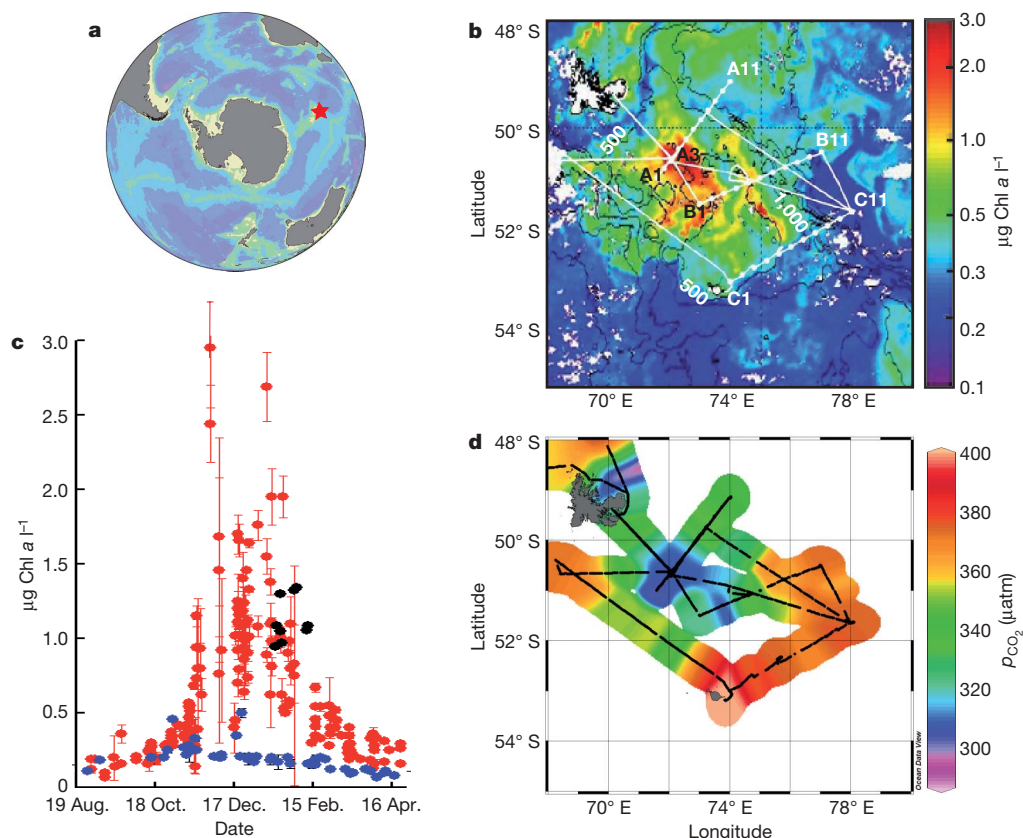 a
b
48° S
50° S
52° S
54° S
Latitude
70° E
74° E
78° E
A11
B11
C11
A3
A1
B1
C1
500
1,000
500
3.0
2.0
1.0
0.5
0.3
0.2
0.1
µg Chl a l–1
c
3.0
2.5
2.0
1.5
1.0
0.5
0
µg Chl a l–1
19 Aug.
18 Oct.
17 Dec.
15 Feb.
16 Apr.
Date
d
48° S
50° S
52° S
54° S
Latitude
70° E
74° E
78° E
Longitude
Ocean Data View
400
380
360
340
320
300
pCO2 (µatm)